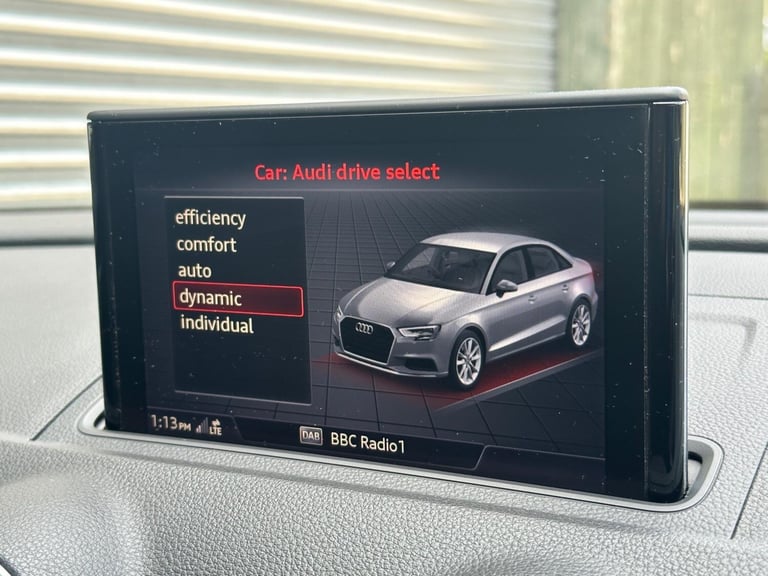 Car: Audi drive select
efficiency
comfort
auto
dynamic
individual
1:13PM LTE
DAB BBC Radio1